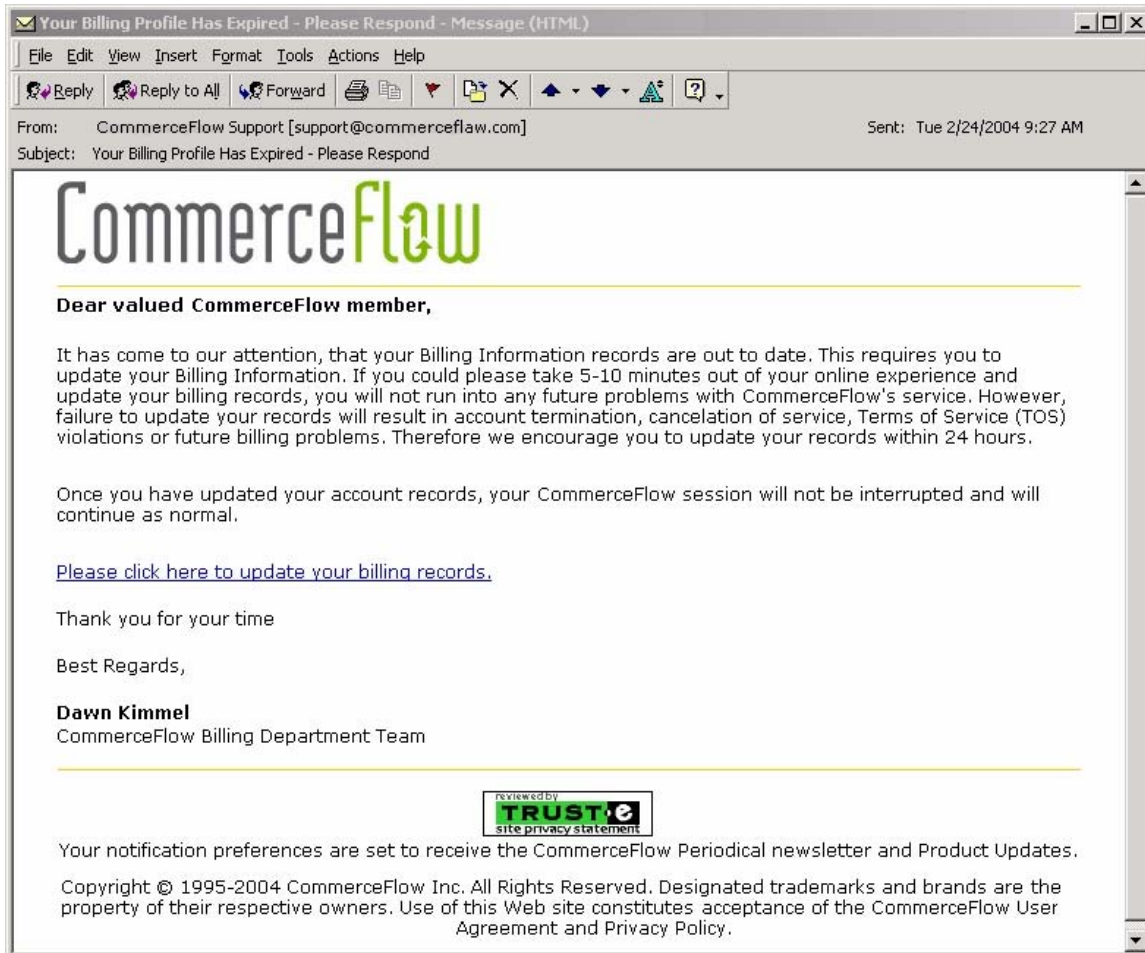 Your Billing Profile Has Expired - Please Respond - Message (HTML)
File Edit View Insert Format Tools Actions Help
Reply Reply to All Forward
From: CommerceFlow Support [support@commerceflaw.com] Sent: Tue 2/24/2004 9:27 AM
Subject: Your Billing Profile Has Expired - Please Respond
CommerceFlow
Dear valued CommerceFlow member,
It has come to our attention, that your Billing Information records are out to date. This requires you to
update your Billing Information. If you could please take 5-10 minutes out of your online experience and
update your billing records, you will not run into any future problems with CommerceFlow's service. However,
failure to update your records will result in account termination, cancelation of service, Terms of Service (TOS)
violations or future billing problems. Therefore we encourage you to update your records within 24 hours.
Once you have updated your account records, your CommerceFlow session will not be interrupted and will
continue as normal.
Please click here to update your billing records.
Thank you for your time
Best Regards,
Dawn Kimmel
CommerceFlow Billing Department Team
reviewed by
TRUST·e
site privacy statement
Your notification preferences are set to receive the CommerceFlow Periodical newsletter and Product Updates.
Copyright © 1995-2004 CommerceFlow Inc. All Rights Reserved. Designated trademarks and brands are the
property of their respective owners. Use of this Web site constitutes acceptance of the CommerceFlow User
Agreement and Privacy Policy.